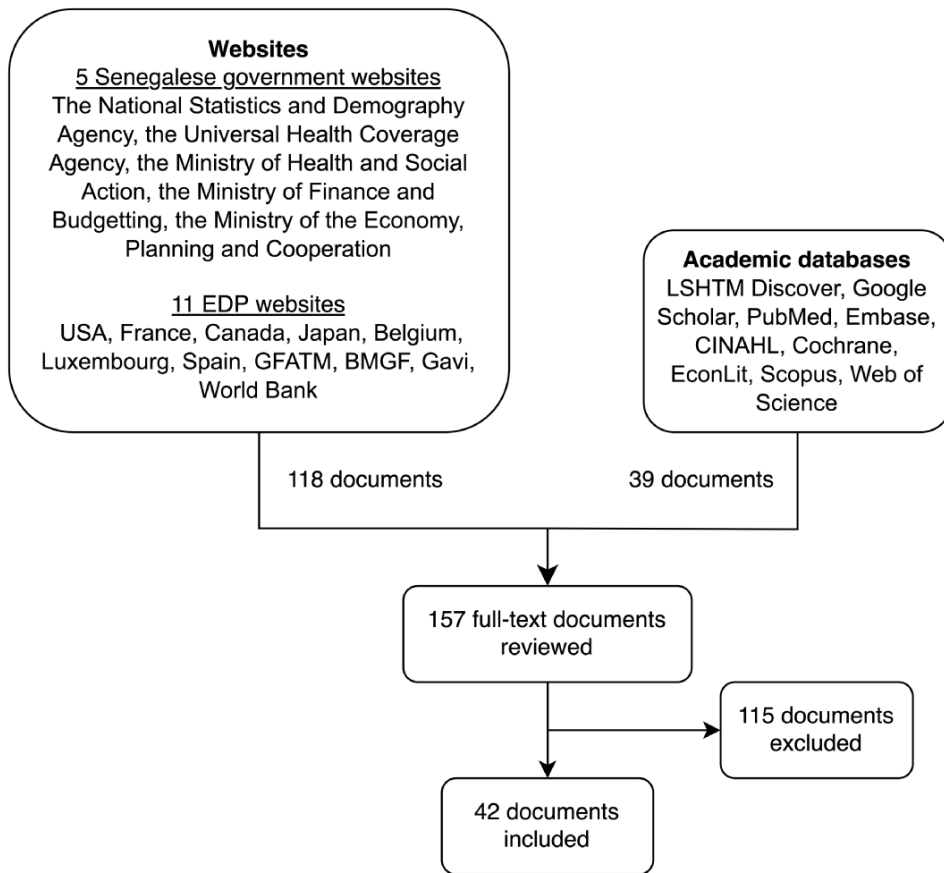 Websites
5 Senegalese government websites
The National Statistics and Demography
Agency, the Universal Health Coverage
Agency, the Ministry of Health and Social
Action, the Ministry of Finance and
Budgetting, the Ministry of the Economy,
Planning and Cooperation
11 EDP websites
USA, France, Canada, Japan, Belgium,
Luxembourg, Spain, GFATM, BMGF, Gavi,
World Bank
Academic databases
LSHTM Discover, Google
Scholar, PubMed, Embase,
CINAHL, Cochrane,
EconLit, Scopus, Web of
Science
118 documents
39 documents
157 full-text documents
reviewed
115 documents
excluded
42 documents
included